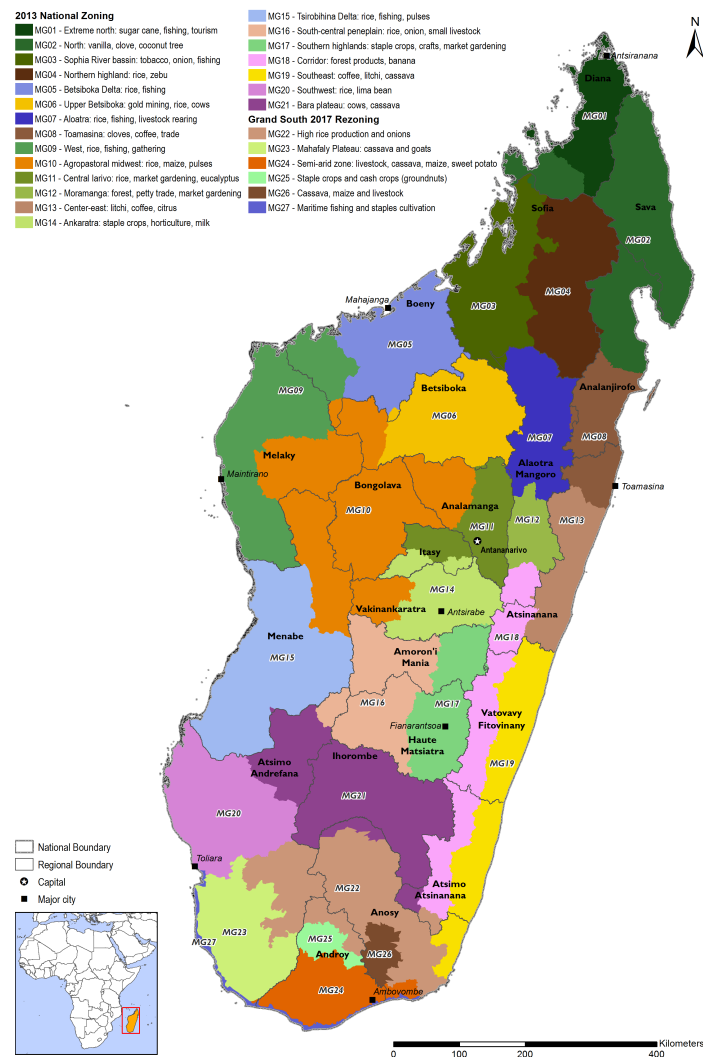 2013 National Zoning
MG01 - Extreme north: sugar cane, fishing, tourism
MG02 - North: vanilla, clove, coconut tree
MG03 - Sophia River bassin: tobacco, onion, fishing
MG04 - Northern highland: rice, zebu
MG05 - Betsiboka Delta: rice, fishing
MG06 - Upper Betsiboka: gold mining, rice, cows
MG07 - Aloatra: rice, fishing, livestock rearing
MG08 - Toamasina: cloves, coffee, trade
MG09 - West, rice, fishing, gathering
MG10 - Agropastoral midwest: rice, maize, pulses
MG11 - Central larivo: rice, market gardening, eucalyptus
MG12 - Moramanga: forest, petty trade, market gardening
MG13 - Center-east: litchi, coffee, citrus
MG14 - Ankaratra: staple crops, horticulture, milk
MG15 - Tsirobihina Delta: rice, fishing, pulses
MG16 - South-central peneplain: rice, onion, small livestock
MG17 - Southern highlands: staple crops, crafts, market gardening
MG18 - Corridor: forest products, banana
MG19 - Southeast: coffee, litchi, cassava
MG20 - Southwest: rice, lima bean
MG21 - Bara plateau: cows, cassava
Grand South 2017 Rezoning
MG22 - High rice production and onions
MG23 - Mahafaly Plateau: cassava and goats
MG24 - Semi-arid zone: livestock, cassava, maize, sweet potato
MG25 - Staple crops and cash crops (groundnuts)
MG26 - Cassava, maize and livestock
MG27 - Maritime fishing and staples cultivation
N
Antsiranana
Diana
MG01
Sofia
Sava
MG02
MG04
Mahajanga
Boeny
MG03
MG05
MG09
Betsiboka
Analanjirofo
MG06
MG07
MG08
Melaky
Alaotra
Mangoro
Maintirano
Bongolava
Toamasina
Analamanga
MG10
MG11
MG12
MG13
Itasy
Antananarivo
MG14
Vakinankaratra
Antsirabe
Atsinanana
Menabe
MG18
Amoron'i
Mania
MG15
MG16
MG17
Vatovavy
Fitovinany
Fianarantsoa
Haute
Matsiatra
Ihorombe
Atsimo
Andrefana
MG19
MG21
MG20
National Boundary
Regional Boundary
Capital
Major city
Toliara
MG22
Atsimo
Atsinanana
Anosy
MG23
MG27
MG25
Androy
MG26
MG24
Ambovombe
Kilometers
0 100 200 400